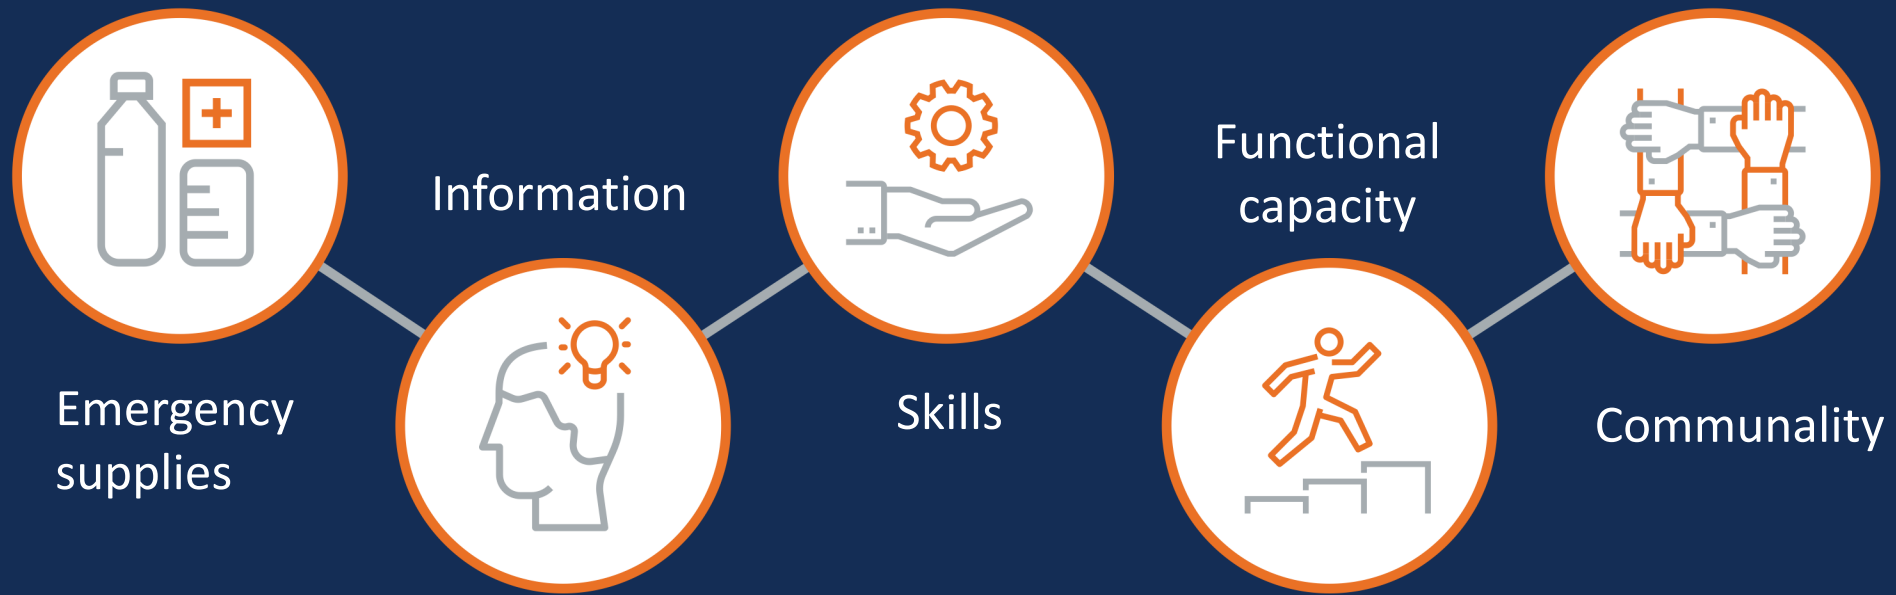 Emergency
supplies
Information
Skills
Functional
capacity
Communality